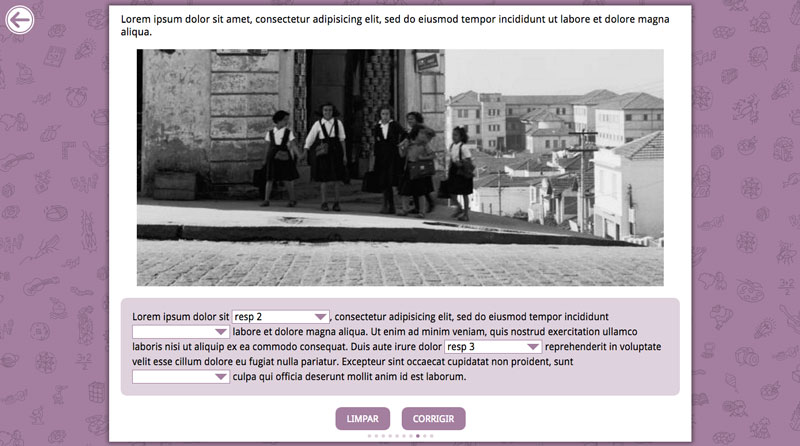 Lorem ipsum dolor sit amet, consectetur adipisicing elit, sed do eiusmod tempor incididunt ut labore et dolore magna
aliqua.
Lorem ipsum dolor sit resp 2 , consectetur adipisicing elit, sed do eiusmod tempor incididunt
labore et dolore magna aliqua. Ut enim ad minim veniam, quis nostrud exercitation ullamco
laboris nisi ut aliquip ex ea commodo consequat. Duis aute irure dolor resp 3 reprehenderit in voluptate
velit esse cillum dolore eu fugiat nulla pariatur. Excepteur sint occaecat cupidatat non proident, sunt
culpa qui officia deserunt mollit anim id est laborum.
LIMPAR CORRIGIR